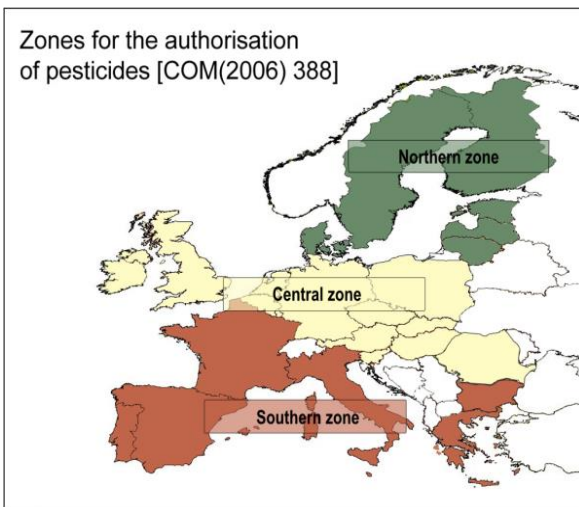 Zones for the authorisation
of pesticides [COM(2006) 388]
Northern zone
Central zone
Southern zone